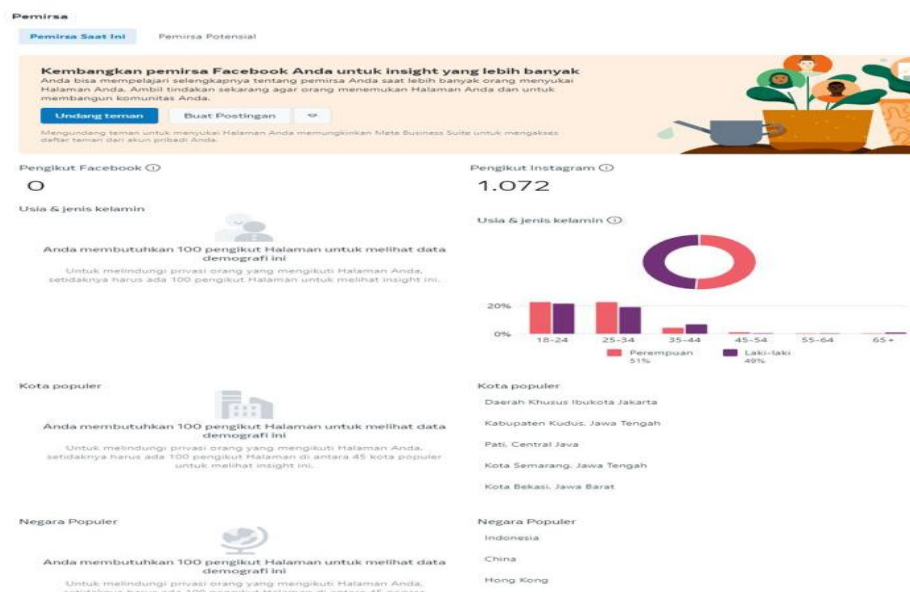 Pemirsa
Pemirsa Saat Ini
Pemirsa Potensial
Kembangkan pemirsa Facebook Anda untuk insight yang lebih banyak
Anda bisa mempelajari selengkapnya tentang pemirsa Anda saat lebih banyak orang menyukai
Halaman Anda. Ambil tindakan sekarang agar orang menemukan Halaman Anda dan untuk
membangun komunitas Anda.
Undang teman
Buat Postingan
Mengundang teman untuk menyukai Halaman Anda memungkinkan Meta Business Suite untuk mengakses
daftar teman dari akun pribadi Anda.
Pengikut Facebook
0
Usia & jenis kelamin
Anda membutuhkan 100 pengikut Halaman untuk melihat data
demografi ini
Untuk melindungi privasi orang yang mengikuti Halaman Anda,
setidaknya harus ada 100 pengikut Halaman untuk melihat insight ini.
Kota populer
Anda membutuhkan 100 pengikut Halaman untuk melihat data
demografi ini
Untuk melindungi privasi orang yang mengikuti Halaman Anda,
setidaknya harus ada 100 pengikut Halaman di antara 45 kota populer
untuk melihat insight ini.
Negara Populer
Anda membutuhkan 100 pengikut Halaman untuk melihat data
demografi ini
Untuk melindungi privasi orang yang mengikuti Halaman Anda,
setidaknya harus ada 100 pengikut Halaman di antara 45 negara
Pengikut Instagram
1.072
Usia & jenis kelamin
20%
0%
18-24 25-34 35-44 45-54 55-64 65+
Perempuan
51%
Laki-laki
49%
Kota populer
Daerah Khusus Ibukota Jakarta
Kabupaten Kudus, Jawa Tengah
Pati, Central Java
Kota Semarang, Jawa Tengah
Kota Bekasi, Jawa Barat
Negara Populer
Indonesia
China
Hong Kong